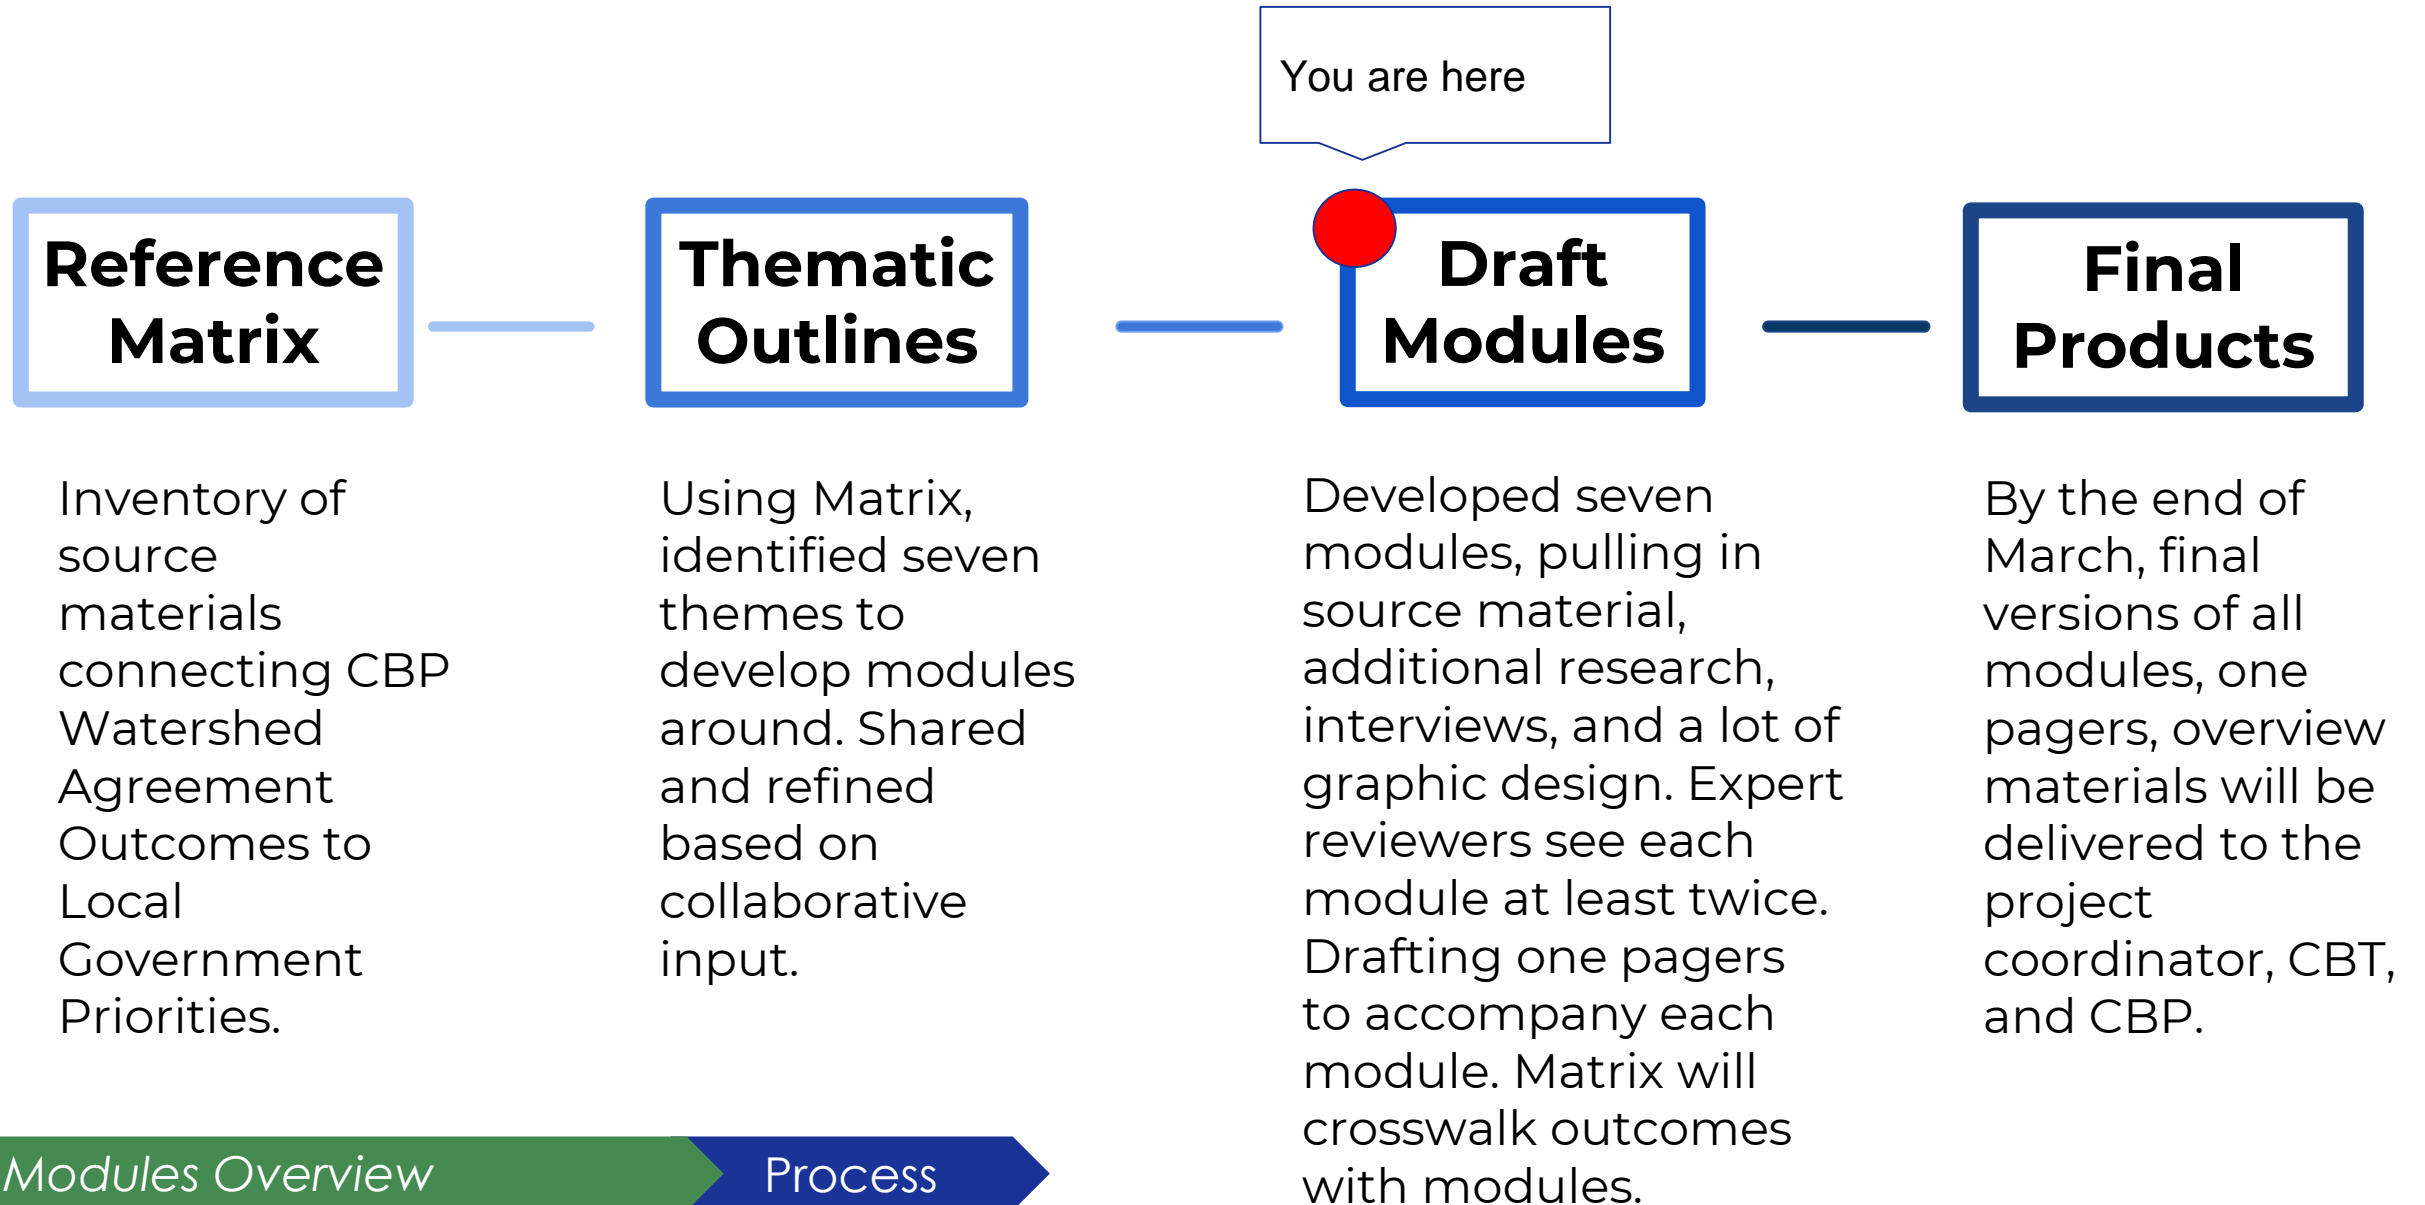 You are here
Reference
Matrix
Inventory of
source
materials
connecting CBP
Watershed
Agreement
Outcomes to
Local
Government
Priorities.
Thematic
Outlines
Using Matrix,
identified seven
themes to
develop modules
around. Shared
and refined
based on
collaborative
input.
Draft
Modules
Developed seven
modules, pulling in
source material,
additional research,
interviews, and a lot of
graphic design. Expert
reviewers see each
module at least twice.
Drafting one pagers
to accompany each
module. Matrix will
crosswalk outcomes
with modules.
Final
Products
By the end of
March, final
versions of all
modules, one
pagers, overview
materials will be
delivered to the
project
coordinator, CBT,
and CBP.
Modules Overview
Process